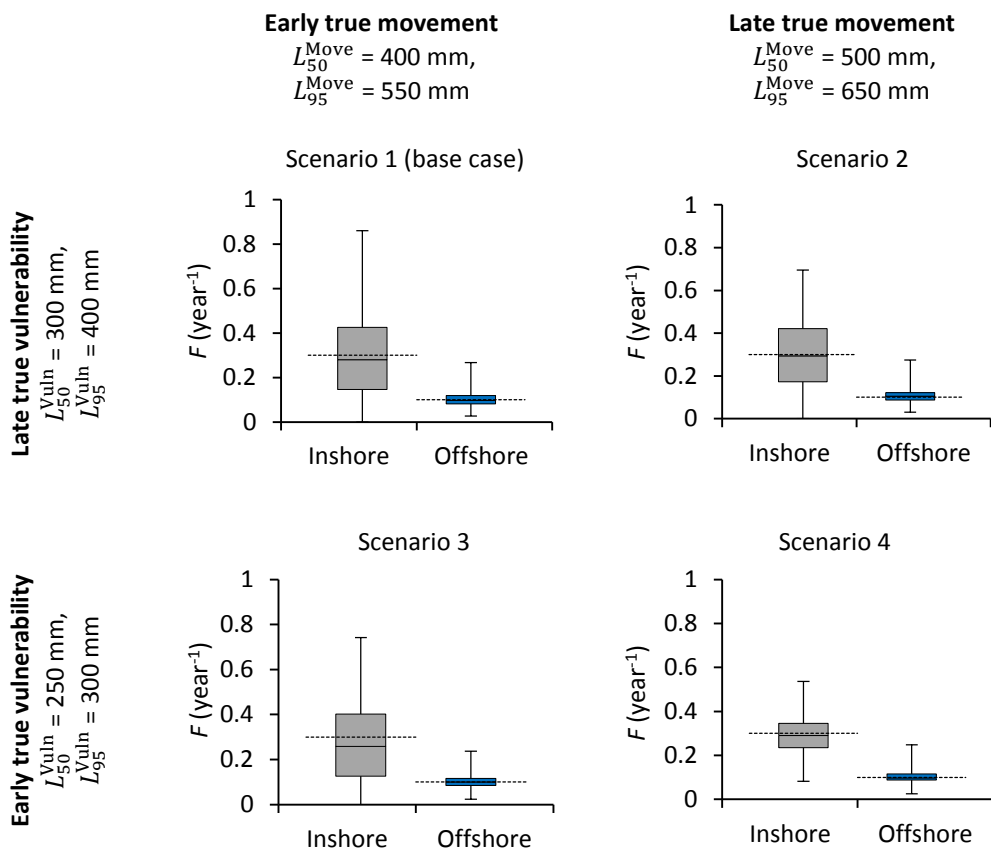 Early true movement
L₅₀ᴹᵒᵛᵉ = 400 mm,
L₉₅ᴹᵒᵛᵉ = 550 mm
Late true movement
L₅₀ᴹᵒᵛᵉ = 500 mm,
L₉₅ᴹᵒᵛᵉ = 650 mm
Late true vulnerability
L₅₀ⱽᵘˡⁿ = 300 mm,
L₉₅ⱽᵘˡⁿ = 400 mm
Scenario 1 (base case)
F (year⁻¹)
1
0.8
0.6
0.4
0.2
0
Inshore Offshore
Scenario 2
F (year⁻¹)
1
0.8
0.6
0.4
0.2
0
Inshore Offshore
Early true vulnerability
L₅₀ⱽᵘˡⁿ = 250 mm,
L₉₅ⱽᵘˡⁿ = 300 mm
Scenario 3
F (year⁻¹)
1
0.8
0.6
0.4
0.2
0
Inshore Offshore
Scenario 4
F (year⁻¹)
1
0.8
0.6
0.4
0.2
0
Inshore Offshore